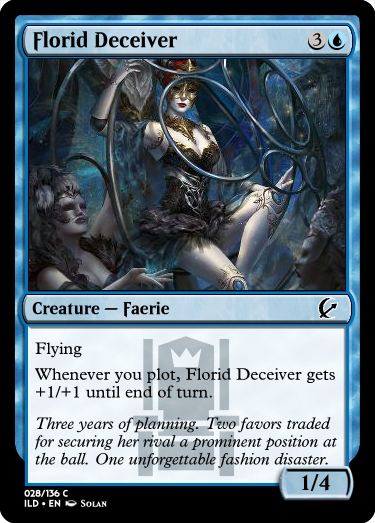 Florid Deceiver 3
Creature — Faerie
Flying
Whenever you plot, Florid Deceiver gets
+1/+1 until end of turn.
Three years of planning. Two favors traded
for securing her rival a prominent position at
the ball. One unforgettable fashion disaster.
1/4
028/136 C
ILD • EN Solan